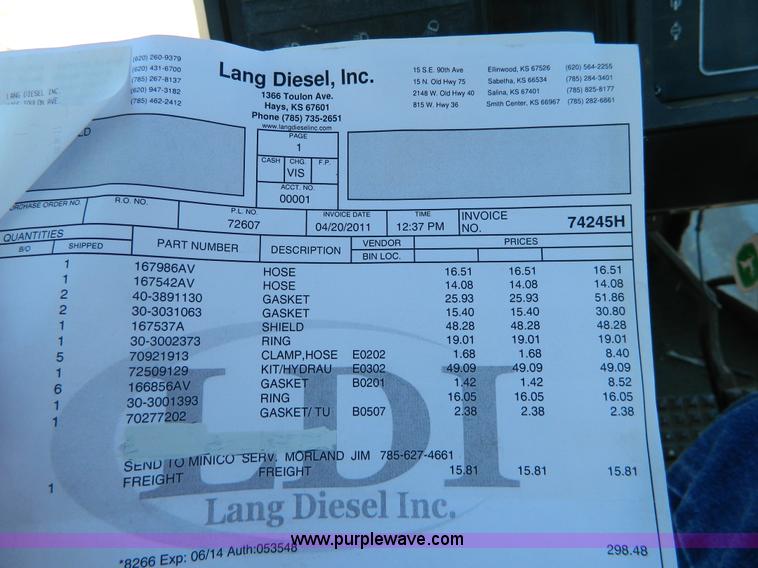 (620) 260-9379
(620) 431-6700
(785) 267-8137
(620) 947-3182
(785) 462-2412
LANG DIESEL INC.
TOULON AVE.
Lang Diesel, Inc.
1366 Toulon Ave.
Hays, KS 67601
Phone (785) 735-2651
www.langdieselinc.com
15 S.E. 90th Ave Ellinwood, KS 67526 (620) 564-2255
15 N. Old Hwy 75 Sabetha, KS 66534 (785) 284-3401
2148 W. Old Hwy 40 Salina, KS 67401 (785) 825-8177
815 W. Hwy 36 Smith Center, KS 66967 (785) 282-6661
PAGE
1
CASH CHG. F.P.
VIS
ACCT. NO.
00001
PURCHASE ORDER NO. R.O. NO. P.L. NO. INVOICE DATE TIME INVOICE NO. 74245H
72607 04/20/2011 12:37 PM
QUANTITIES PART NUMBER DESCRIPTION VENDOR PRICES
B/O SHIPPED BIN LOC.
1 167986AV HOSE 16.51 16.51 16.51
1 167542AV HOSE 14.08 14.08 14.08
2 40-3891130 GASKET 25.93 25.93 51.86
2 30-3031063 GASKET 15.40 15.40 30.80
1 167537A SHIELD 48.28 48.28 48.28
1 30-3002373 RING 19.01 19.01 19.01
5 70921913 CLAMP,HOSE E0202 1.68 1.68 8.40
1 72509129 KIT/HYDRAU E0302 49.09 49.09 49.09
6 166856AV GASKET B0201 1.42 1.42 8.52
1 30-3001393 RING 16.05 16.05 16.05
1 70277202 GASKET/ TU B0507 2.38 2.38 2.38
SEND TO MINICO SERV. MORLAND JIM 785-627-4661
1 FREIGHT FREIGHT 15.81 15.81 15.81
LDI
Lang Diesel Inc.
www.purplewave.com
*8266 Exp: 06/14 Auth:053548 298.48